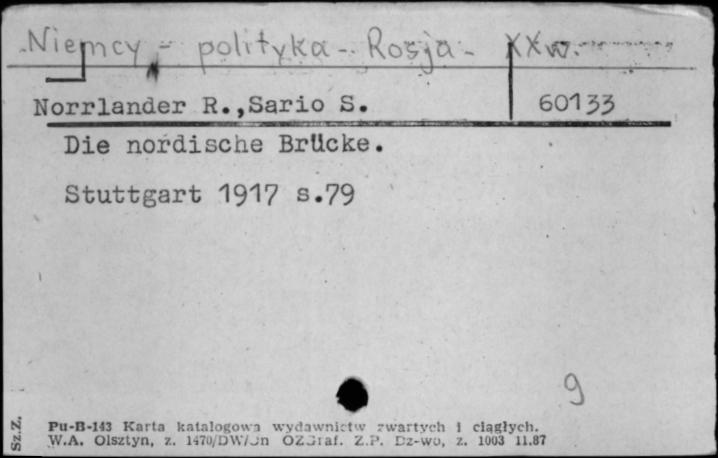 Niemcy - polityka - Rosja - XXw.
Norrlander R.,Sario S. 60133
Die nordische Brücke.
Stuttgart 1917 s.79
9
Sz.Z.
Pu-B-143 Karta katalogowa wydawnictw zwartych i ciągłych.
W.A. Olsztyn, z. 1470/DW/Jn OZGraf. Z.P. Dz-wo, z. 1003 11.87